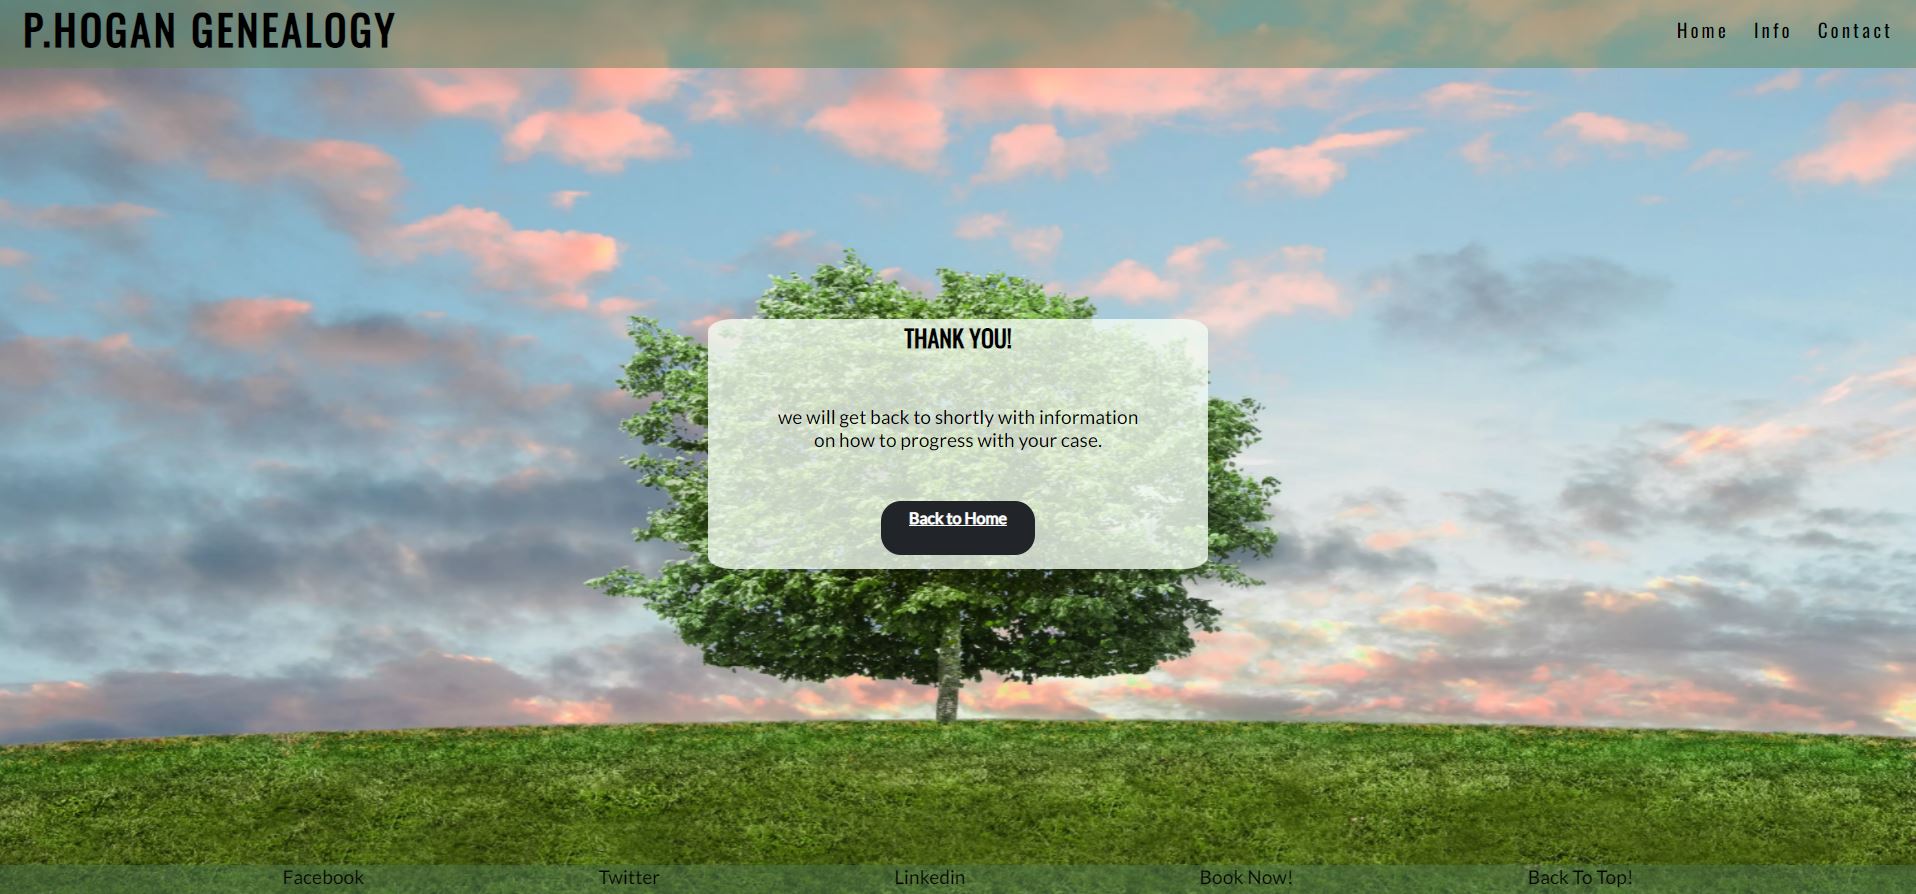 P.HOGAN GENEALOGY
Home Info Contact
THANK YOU!
we will get back to shortly with information
on how to progress with your case.
Back to Home
Facebook Twitter Linkedin Book Now! Back To Top!